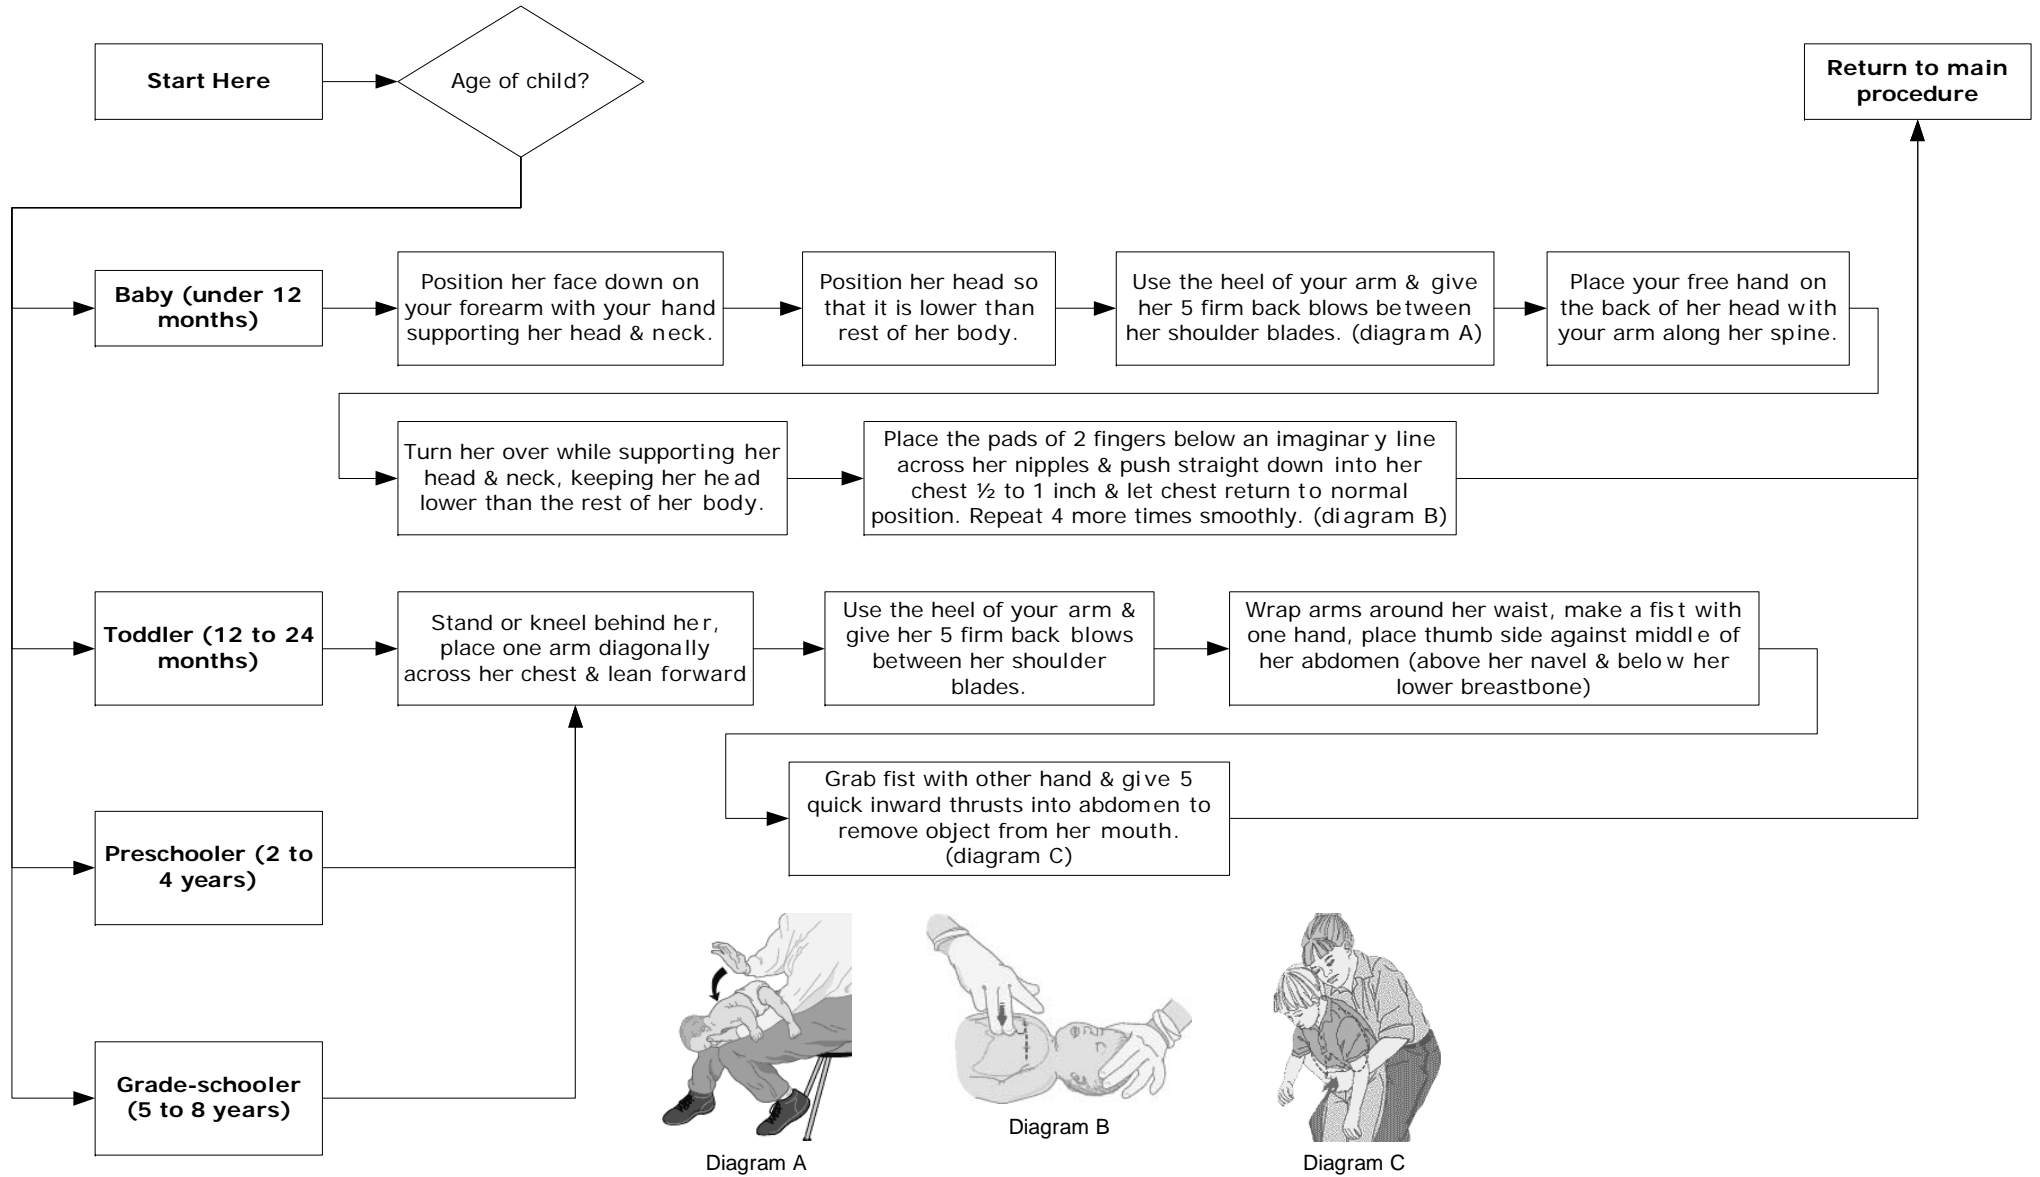 Start Here
Age of child?
Return to main
procedure
Baby (under 12
months)
Position her face down on
your forearm with your hand
supporting her head & neck.
Position her head so
that it is lower than
rest of her body.
Use the heel of your arm & give
her 5 firm back blows between
her shoulder blades. (diagram A)
Place your free hand on
the back of her head with
your arm along her spine.
Turn her over while supporting her
head & neck, keeping her head
lower than the rest of her body.
Place the pads of 2 fingers below an imaginary line
across her nipples & push straight down into her
chest ½ to 1 inch & let chest return to normal
position. Repeat 4 more times smoothly. (diagram B)
Toddler (12 to 24
months)
Stand or kneel behind her,
place one arm diagonally
across her chest & lean forward
Use the heel of your arm &
give her 5 firm back blows
between her shoulder
blades.
Wrap arms around her waist, make a fist with
one hand, place thumb side against middle of
her abdomen (above her navel & below her
lower breastbone)
Grab fist with other hand & give 5
quick inward thrusts into abdomen to
remove object from her mouth.
(diagram C)
Preschooler (2 to
4 years)
Grade-schooler
(5 to 8 years)
Diagram A
Diagram B
Diagram C